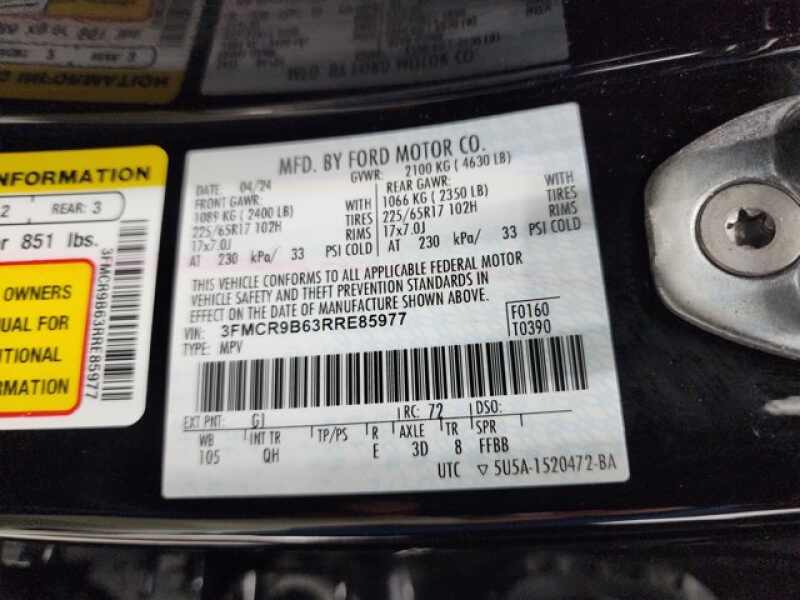 MFD. BY FORD MOTOR CO.
DATE 04/24 GVWR: 2100 KG ( 4630 LB)
FRONT GAWR: REAR GAWR: WITH
1089 KG ( 2400 LB) WITH 1066 KG ( 2350 LB) TIRES
225/65R17 102H TIRES 225/65R17 102H RIMS
17x7.0J RIMS 17x7.0J
AT 230 kPa/ 33 PSI COLD AT 230 kPa/ 33 PSI COLD
THIS VEHICLE CONFORMS TO ALL APPLICABLE FEDERAL MOTOR
VEHICLE SAFETY AND THEFT PREVENTION STANDARDS IN
EFFECT ON THE DATE OF MANUFACTURE SHOWN ABOVE.
VIN: 3FMCR9B63RRE85977 F0160
TYPE: MPV T0390
EXT PNT: G1 RC: 72 DSO:
WB INT TR TP/PS R AXLE TR SPR
105 QH E 3D 8 FFBB
UTC ▽ 5U5A-1520472-BA
INFORMATION
2 REAR: 3
851 lbs.
OWNERS
FOR
3FMCR9B63RRE85977